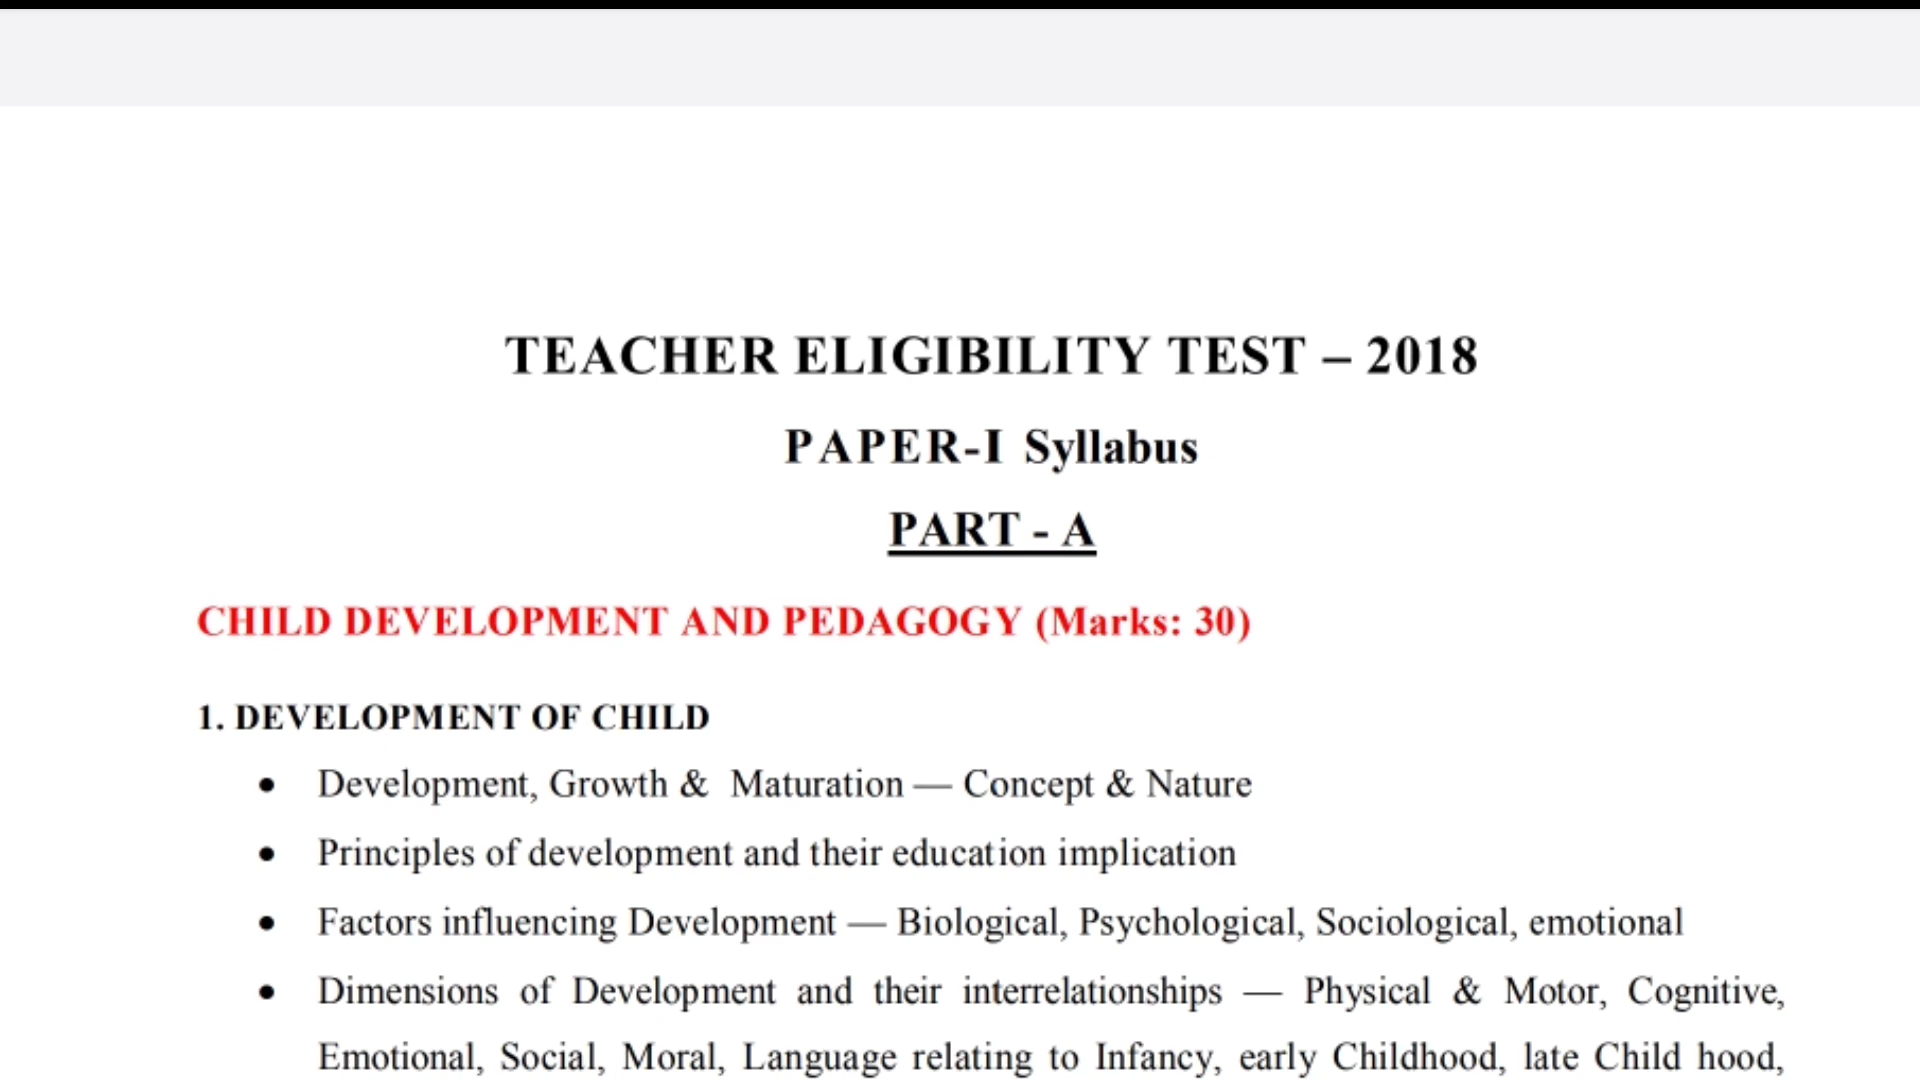 TEACHER ELIGIBILITY TEST – 2018
PAPER-I Syllabus
PART - A
CHILD DEVELOPMENT AND PEDAGOGY (Marks: 30)
1. DEVELOPMENT OF CHILD
• Development, Growth & Maturation — Concept & Nature
• Principles of development and their education implication
• Factors influencing Development — Biological, Psychological, Sociological, emotional
• Dimensions of Development and their interrelationships — Physical & Motor, Cognitive,
Emotional, Social, Moral, Language relating to Infancy, early Childhood, late Child hood,